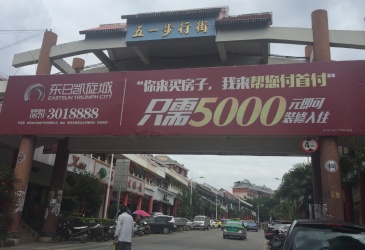 五一步行街
东日凯旋城
EASTSUN TRIUMPH CITY
0878 3018888
“你来买房子，我来帮您付首付”
只需5000元即可
装修入住